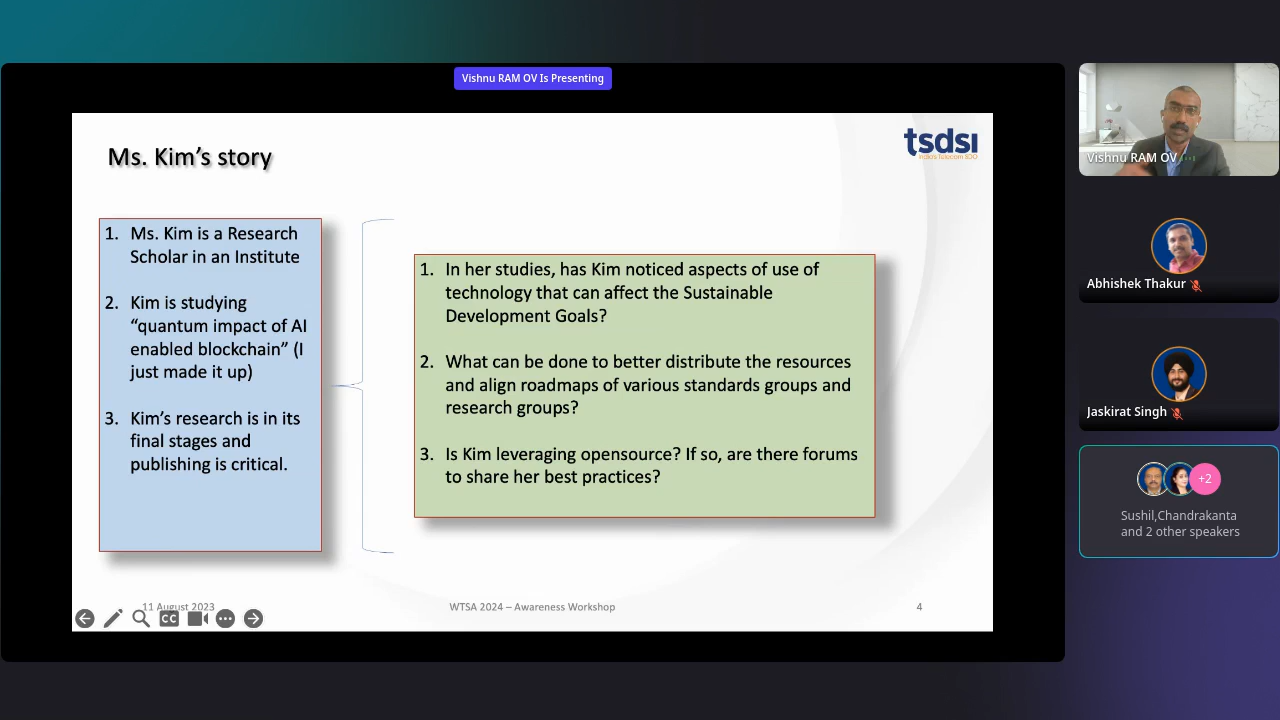 Vishnu RAM OV Is Presenting
Ms. Kim's story
tsdsi
India's Telecom SDO
1. Ms. Kim is a Research
Scholar in an Institute
2. Kim is studying
“quantum impact of AI
enabled blockchain” (I
just made it up)
3. Kim's research is in its
final stages and
publishing is critical.
1. In her studies, has Kim noticed aspects of use of
technology that can affect the Sustainable
Development Goals?
2. What can be done to better distribute the resources
and align roadmaps of various standards groups and
research groups?
3. Is Kim leveraging opensource? If so, are there forums
to share her best practices?
11 August 2023
WTSA 2024 – Awareness Workshop
4
CC
Vishnu RAM OV
Abhishek Thakur
Jaskirat Singh
+2
Sushil,Chandrakanta
and 2 other speakers